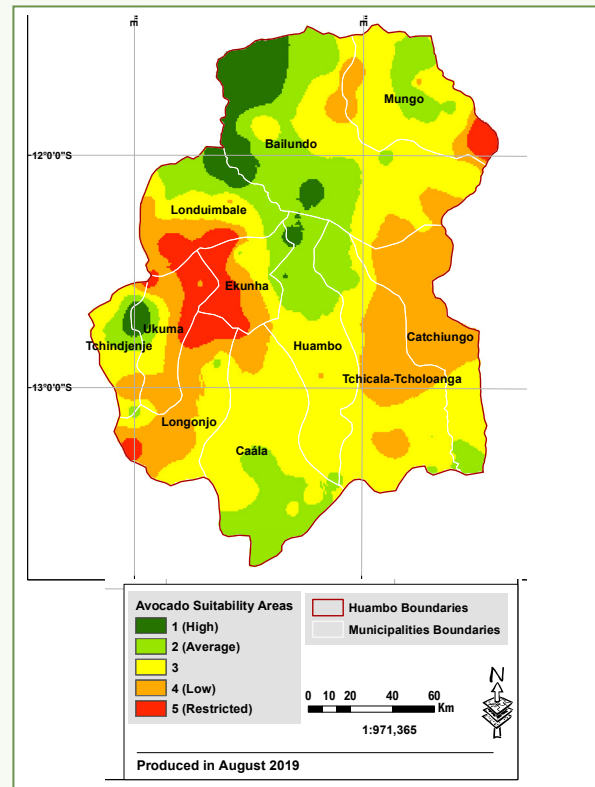 Mungo
12°0'0"S
Bailundo
Londuimbale
Ekunha
Ukuma
Huambo
Catchiungo
Tchindjenje
Tchicala-Tcholoanga
13°0'0"S
Longonjo
Caála
Avocado Suitability Areas
1 (High)
2 (Average)
3
4 (Low)
5 (Restricted)
Huambo Boundaries
Municipalities Boundaries
N
0 10 20 40 60
Km
1:971,365
Produced in August 2019